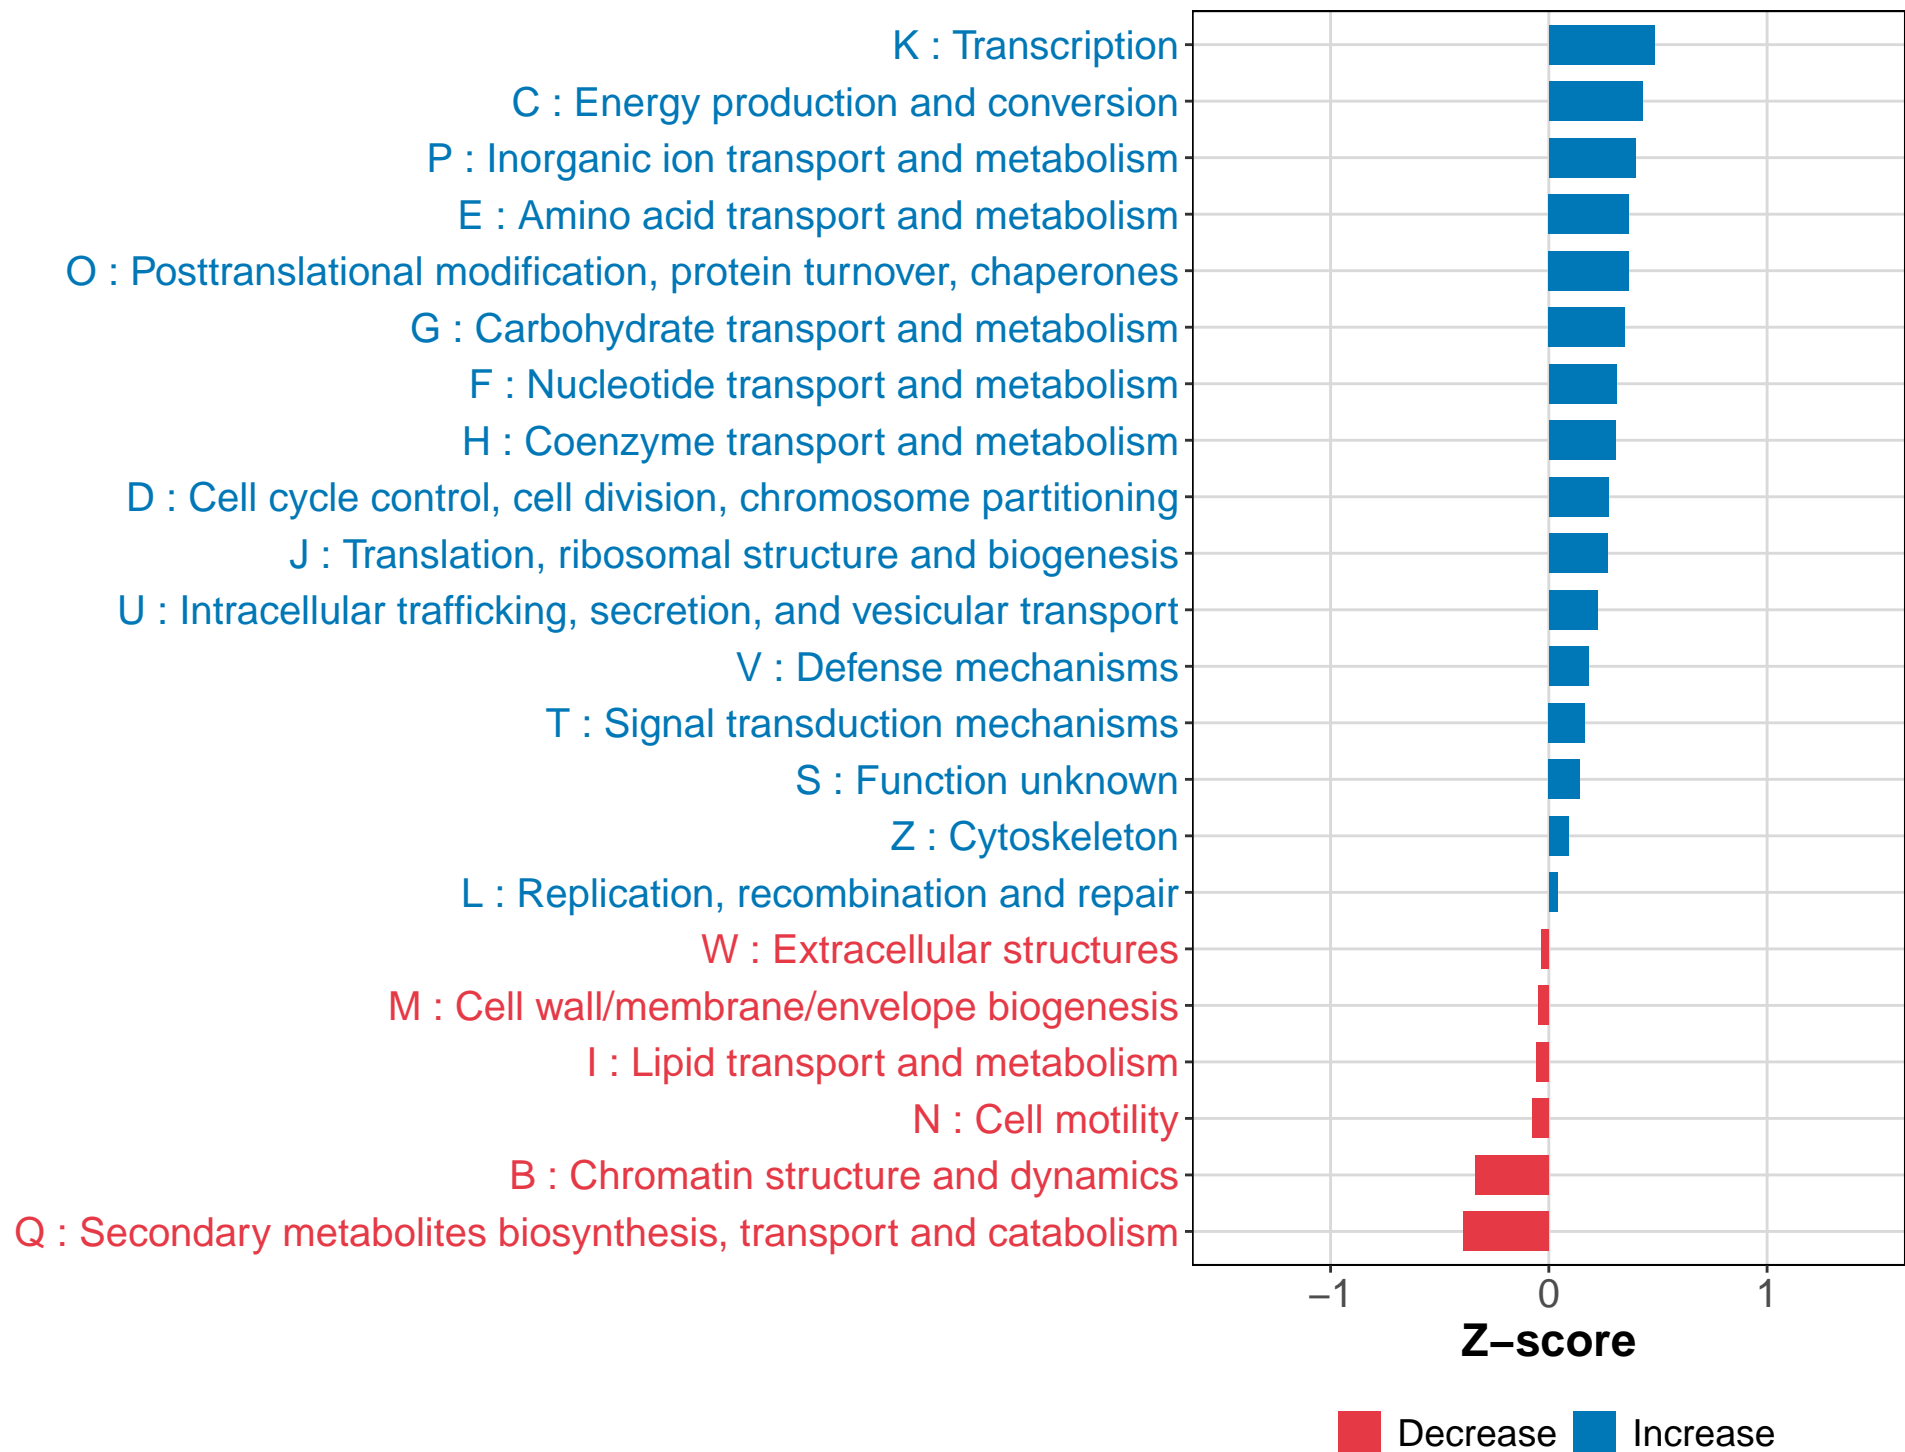 K : Transcription
C : Energy production and conversion
P : Inorganic ion transport and metabolism
E : Amino acid transport and metabolism
O : Posttranslational modification, protein turnover, chaperones
G : Carbohydrate transport and metabolism
F : Nucleotide transport and metabolism
H : Coenzyme transport and metabolism
D : Cell cycle control, cell division, chromosome partitioning
J : Translation, ribosomal structure and biogenesis
U : Intracellular trafficking, secretion, and vesicular transport
V : Defense mechanisms
T : Signal transduction mechanisms
S : Function unknown
Z : Cytoskeleton
L : Replication, recombination and repair
W : Extracellular structures
M : Cell wall/membrane/envelope biogenesis
I : Lipid transport and metabolism
N : Cell motility
B : Chromatin structure and dynamics
Q : Secondary metabolites biosynthesis, transport and catabolism
−1 0 1
Z−score
Decrease Increase